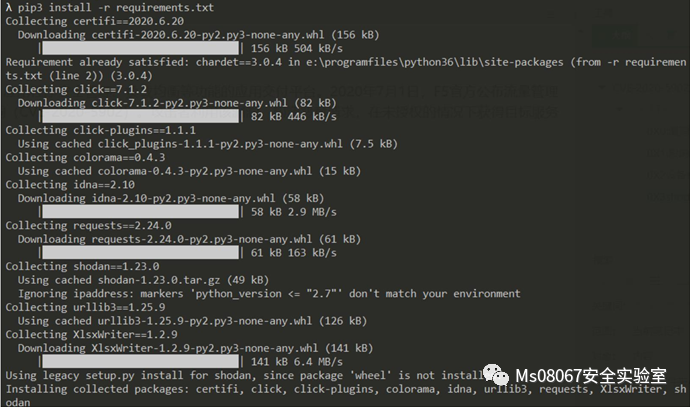 λ pip3 install -r requirements.txt
Collecting certifi==2020.6.20
  Downloading certifi-2020.6.20-py2.py3-none-any.whl (156 kB)
     |████████████████████████████████| 156 kB 504 kB/s
Requirement already satisfied: chardet==3.0.4 in e:\programfiles\python36\lib\site-packages (from -r requiremen
ts.txt (line 2)) (3.0.4)
Collecting click==7.1.2
  Downloading click-7.1.2-py2.py3-none-any.whl (82 kB)
     |████████████████████████████████| 82 kB 446 kB/s
Collecting click-plugins==1.1.1
  Using cached click_plugins-1.1.1-py2.py3-none-any.whl (7.5 kB)
Collecting colorama==0.4.3
  Using cached colorama-0.4.3-py2.py3-none-any.whl (15 kB)
Collecting idna==2.10
  Downloading idna-2.10-py2.py3-none-any.whl (58 kB)
     |████████████████████████████████| 58 kB 2.9 MB/s
Collecting requests==2.24.0
  Downloading requests-2.24.0-py2.py3-none-any.whl (61 kB)
     |████████████████████████████████| 61 kB 163 kB/s
Collecting shodan==1.23.0
  Using cached shodan-1.23.0.tar.gz (49 kB)
  Ignoring ipaddress: markers 'python_version <= "2.7"' don't match your environment
Collecting urllib3==1.25.9
  Using cached urllib3-1.25.9-py2.py3-none-any.whl (126 kB)
Collecting XlsxWriter==1.2.9
  Downloading XlsxWriter-1.2.9-py2.py3-none-any.whl (141 kB)
     |████████████████████████████████| 141 kB 6.4 MB/s
Using legacy setup.py install for shodan, since package 'wheel' is not install
Ms08067安全实验室
Installing collected packages: certifi, click, click-plugins, colorama, idna, urllib3, requests, XlsxWriter, sh
odan